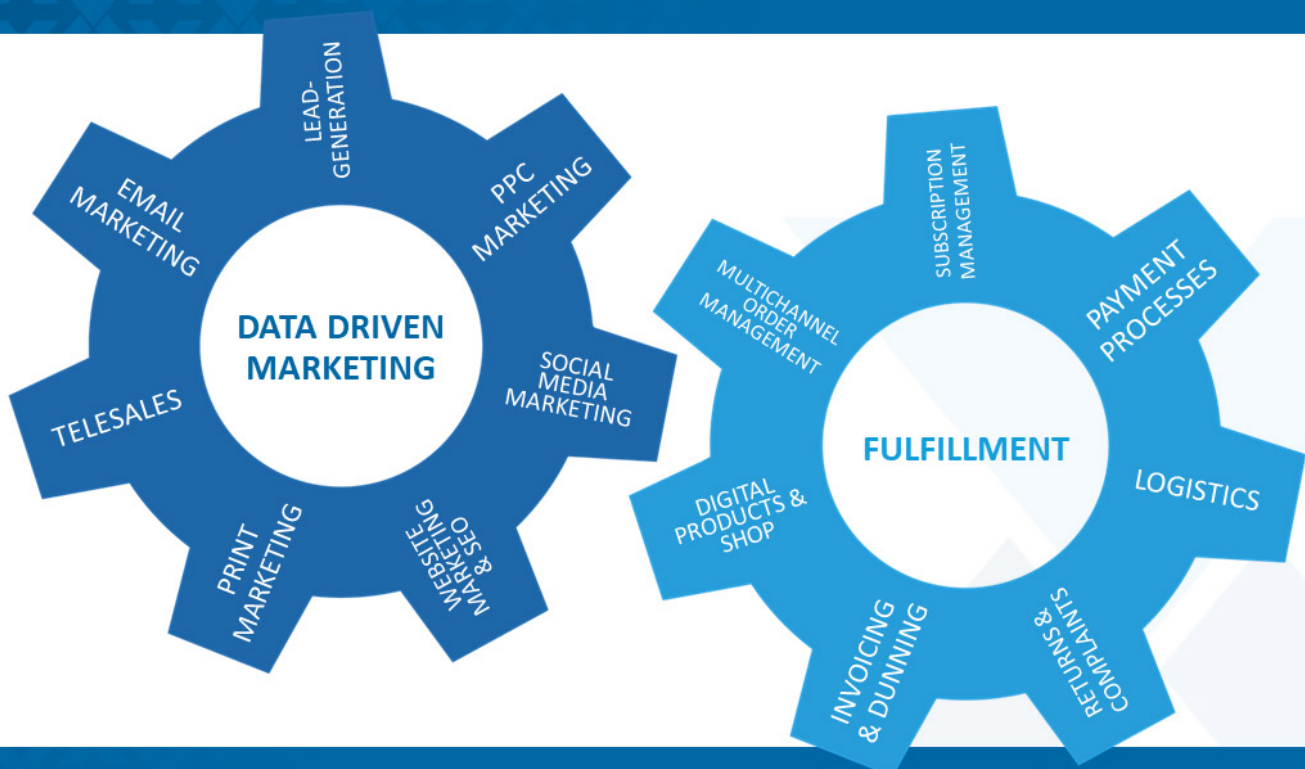 LEAD-
GENERATION
PPC
MARKETING
SOCIAL
MEDIA
MARKETING
WEBSITE
MARKETING
& SEO
PRINT
MARKETING
TELESALES
EMAIL
MARKETING
DATA DRIVEN
MARKETING
SUBSCRIPTION
MANAGEMENT
PAYMENT
PROCESSES
LOGISTICS
RETURNS &
COMPLAINTS
INVOICING
& DUNNING
DIGITAL
PRODUCTS &
SHOP
MULTICHANNEL
ORDER
MANAGEMENT
FULFILLMENT